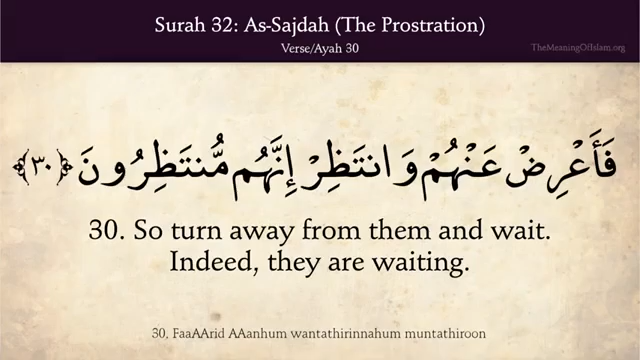 Surah 32: As-Sajdah (The Prostration)
Verse/Ayah 30
TheMeaningOfIslam.org
فَأَعْرِضْ عَنْهُمْ وَانتَظِرْ إِنَّهُم مُّنتَظِرُونَ ﴿٣٠﴾
30. So turn away from them and wait.
Indeed, they are waiting.
30. FaaAArid AAanhum wantathirinnahum muntathiroon